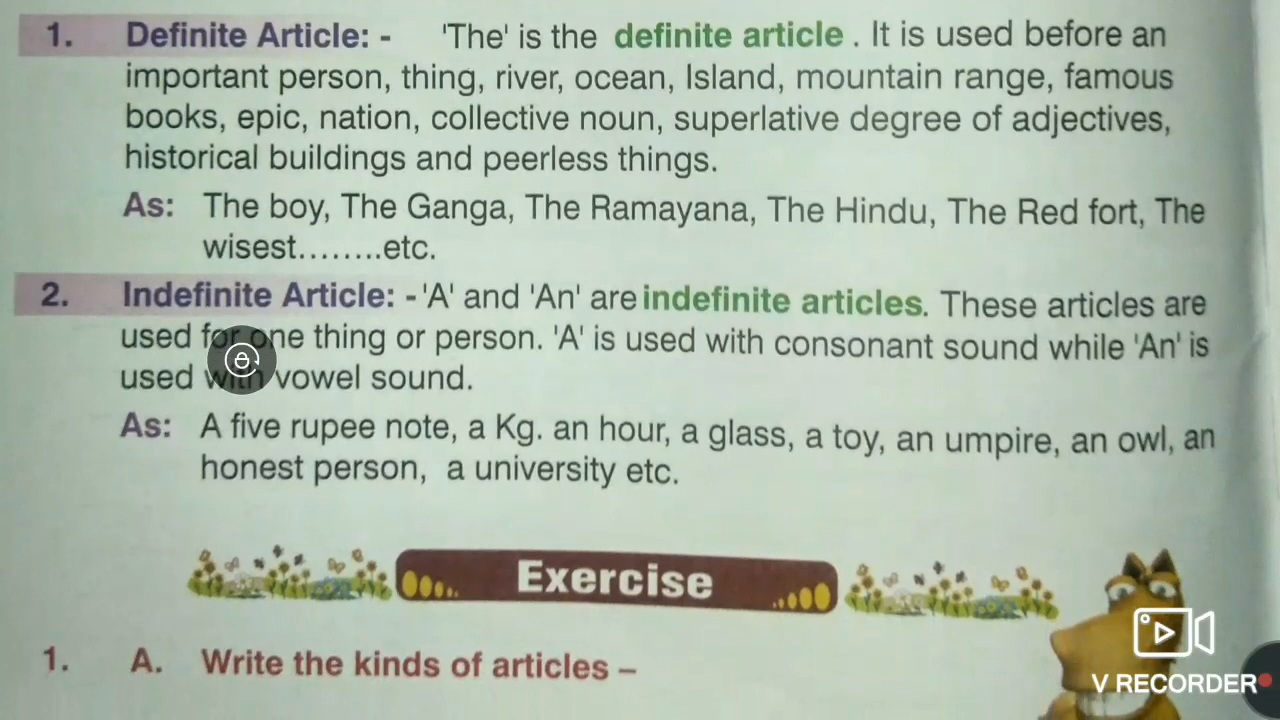 1. Definite Article: - 'The' is the definite article . It is used before an
important person, thing, river, ocean, Island, mountain range, famous
books, epic, nation, collective noun, superlative degree of adjectives,
historical buildings and peerless things.
As: The boy, The Ganga, The Ramayana, The Hindu, The Red fort, The
wisest........etc.
2. Indefinite Article: - 'A' and 'An' are indefinite articles. These articles are
used for one thing or person. 'A' is used with consonant sound while 'An' is
used with vowel sound.
As: A five rupee note, a Kg. an hour, a glass, a toy, an umpire, an owl, an
honest person, a university etc.
Exercise
1. A. Write the kinds of articles –
V RECORDER